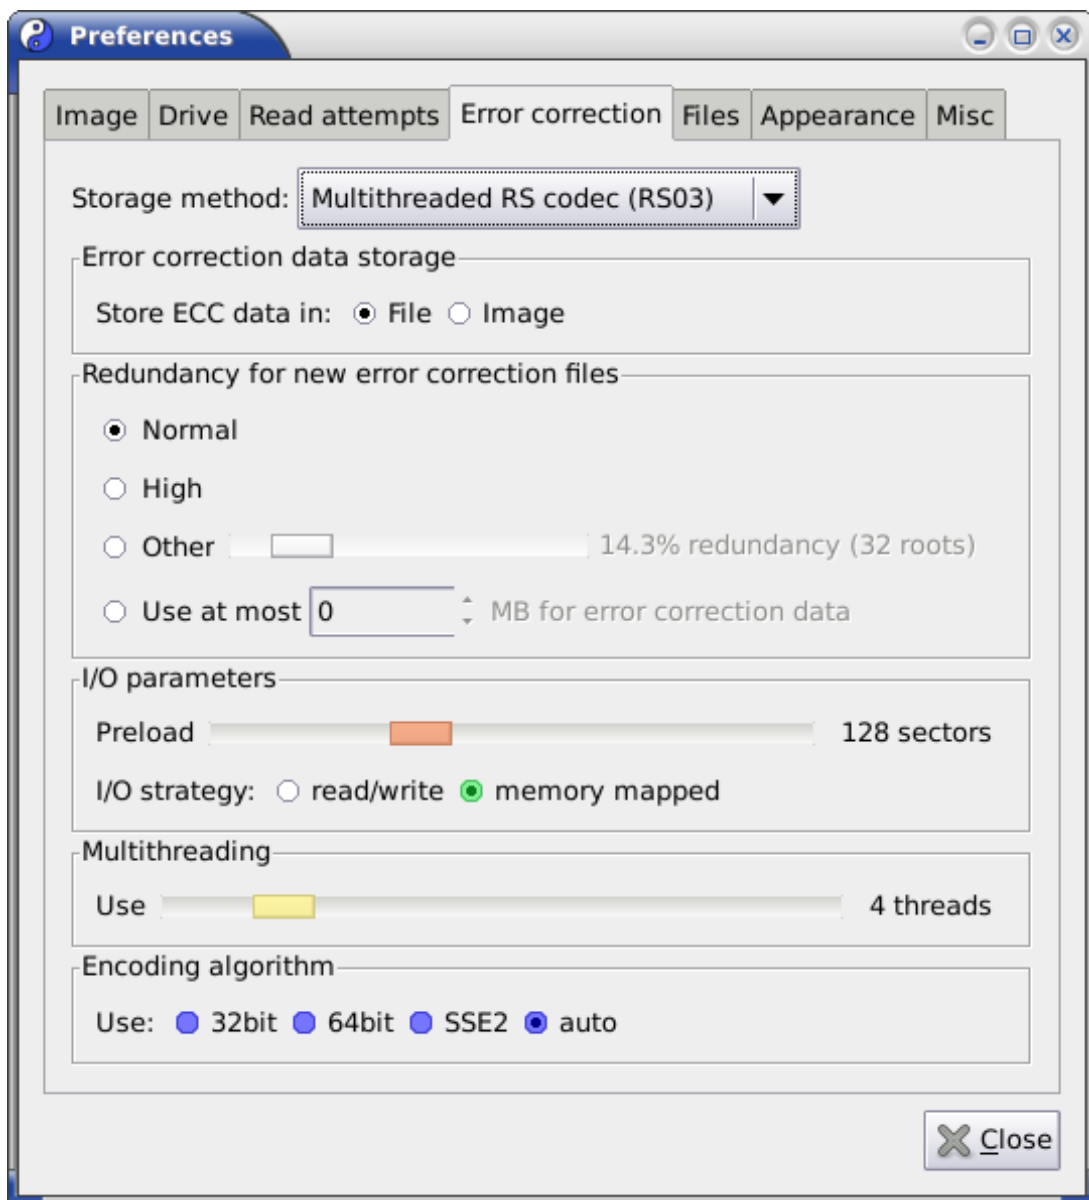 Preferences
Image Drive Read attempts Error correction Files Appearance Misc
Storage method: Multithreaded RS codec (RS03)
Error correction data storage
Store ECC data in: File Image
Redundancy for new error correction files
Normal
High
Other 14.3% redundancy (32 roots)
Use at most 0 MB for error correction data
I/O parameters
Preload 128 sectors
I/O strategy: read/write memory mapped
Multithreading
Use 4 threads
Encoding algorithm
Use: 32bit 64bit SSE2 auto
Close